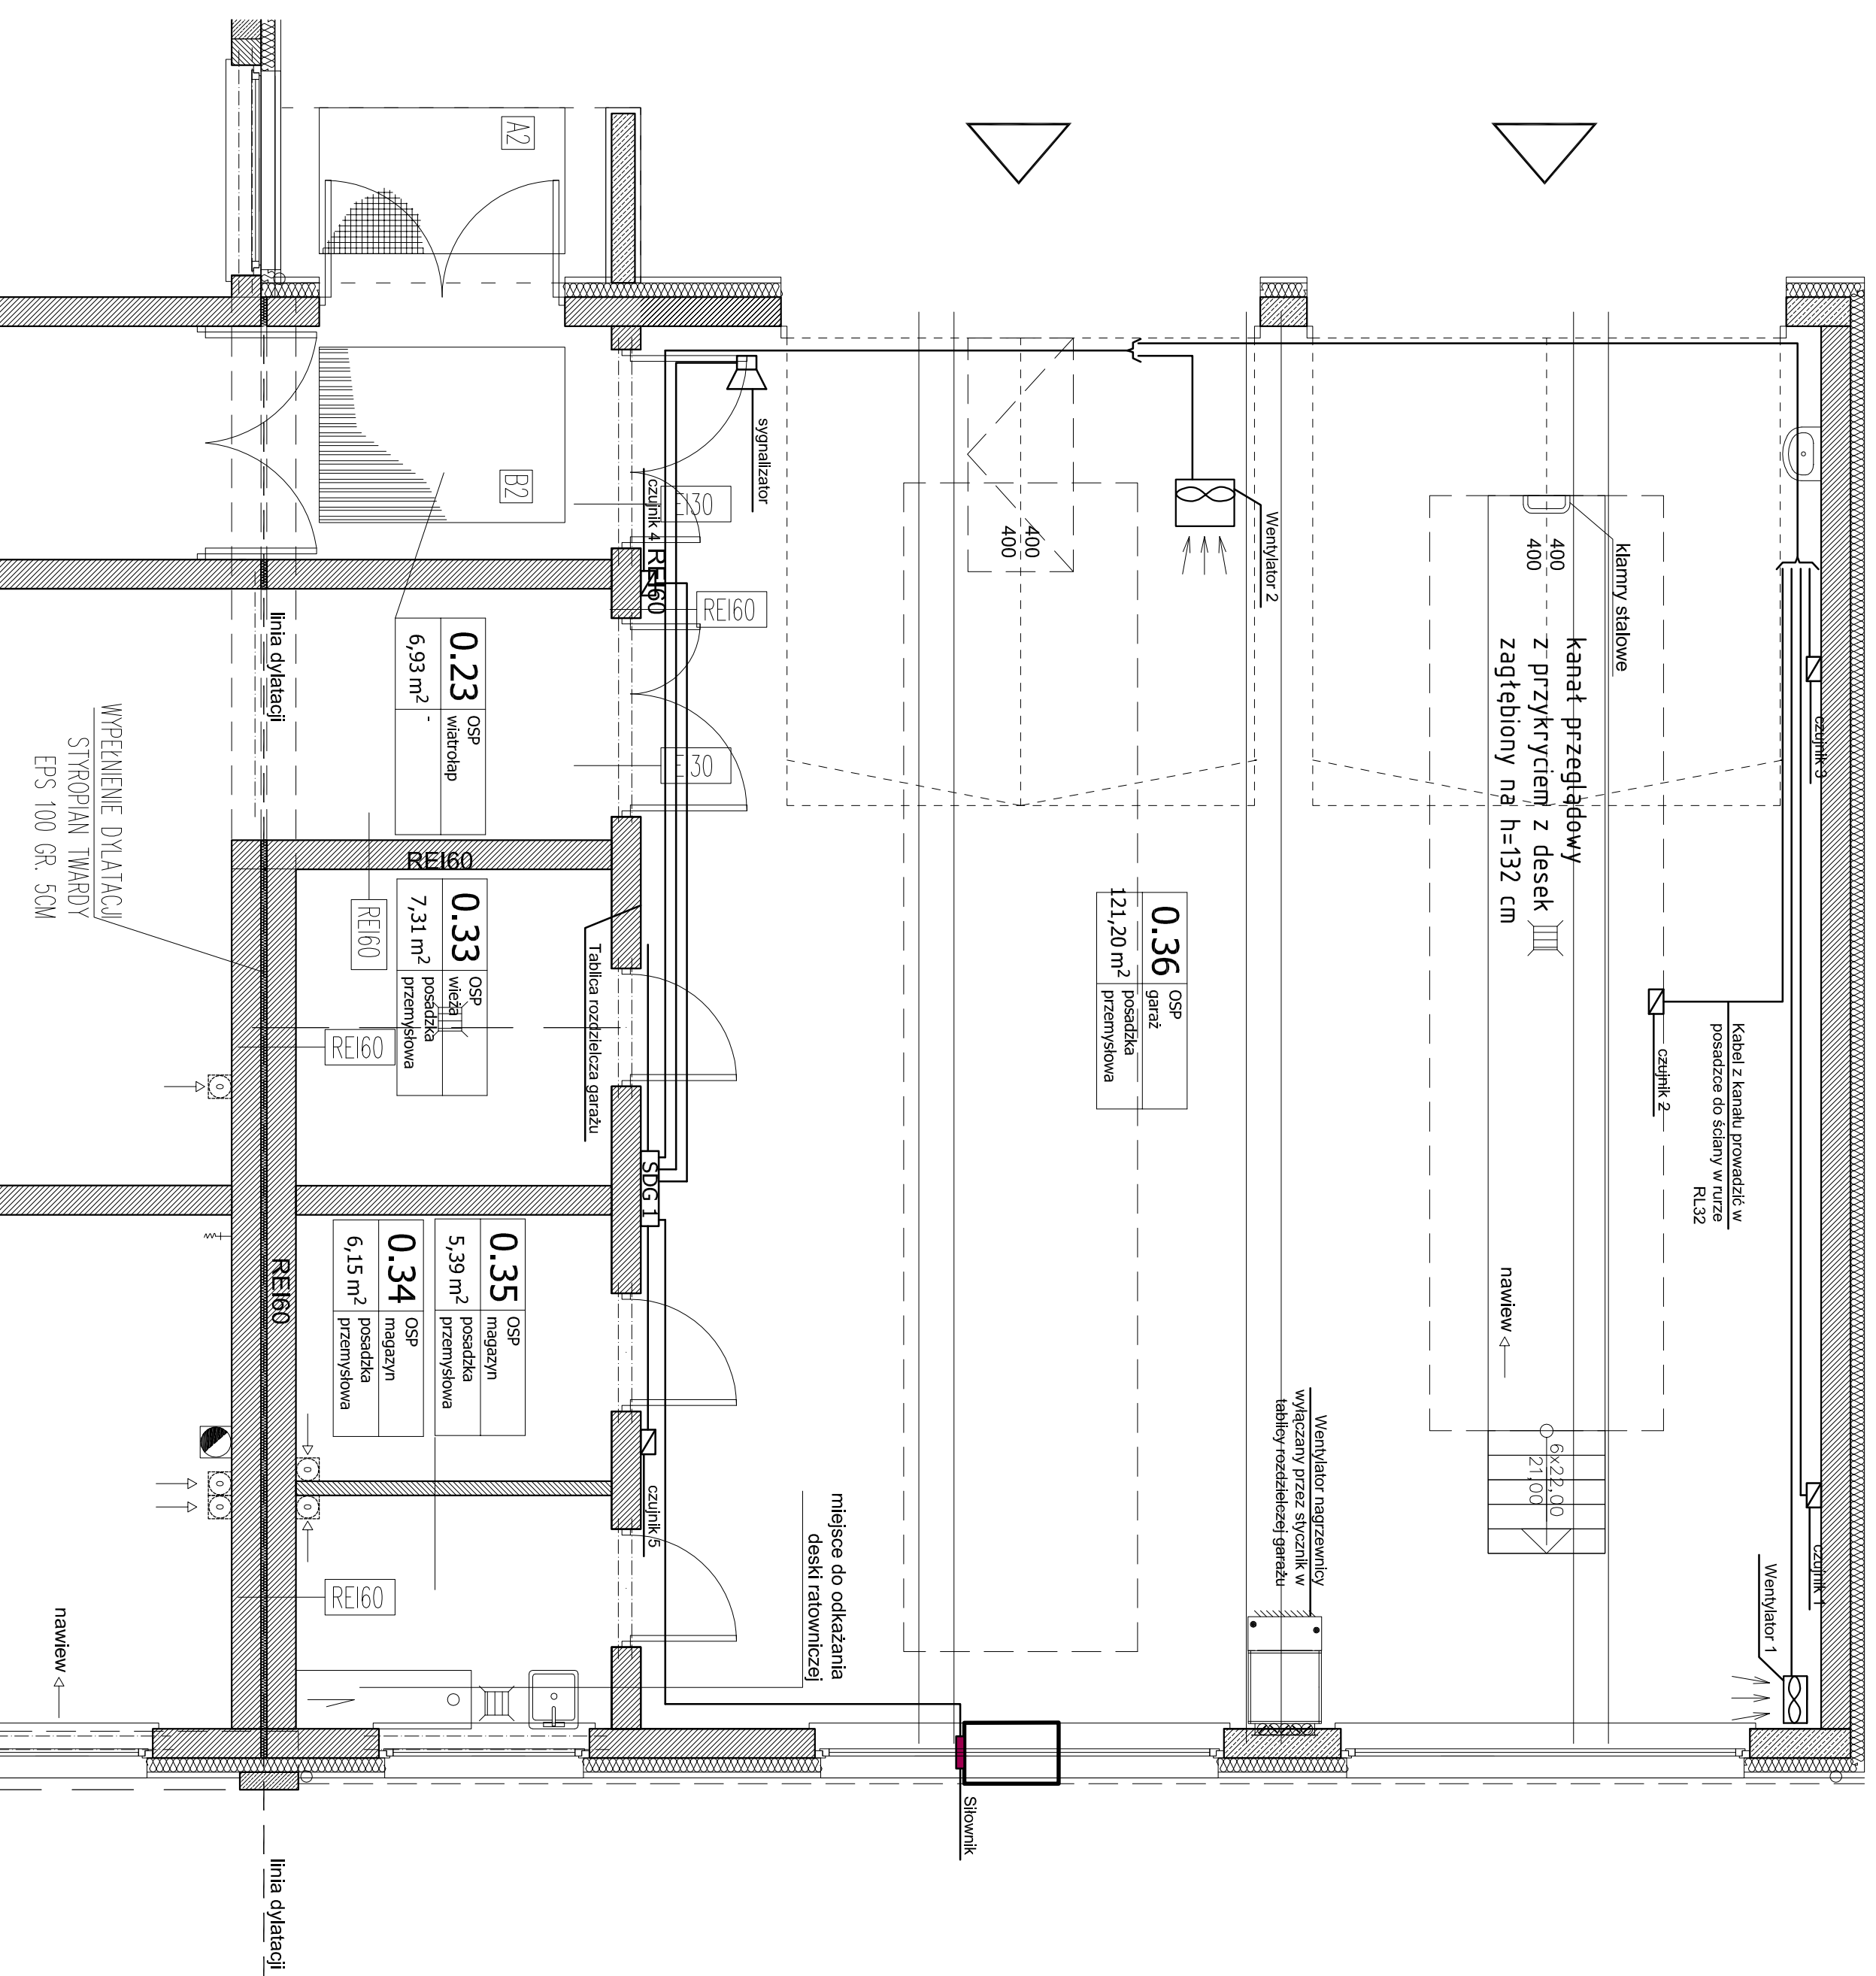 klamry stalowe
400
400
kanał przeglądowy
z przykryciem z desek
zagłębiony na h=132 cm
czujnik 3
czujnik 2
Kabel z kanału prowadzić w
posadzce do ściany w rurze
RL32
nawiew
6x22,00
21,00
czujnik 1
Wentylator 1
Wentylator 2
400
400
0.36
121,20 m²
OSP
garaż
posadzka
przemysłowa
Wentylator nagrzewnicy
wyłączany przez stycznik w
tablicy rozdzielczej garażu
Siłownik
sygnalizator
EI30
czujnik 4
REI60
REI60
EI30
Tablica rozdzielcza garażu
SDG 1
czujnik 5
miejsce do odkażania
deski ratowniczej
A2
B2
0.23
6,93 m²
OSP
wiatrołap
-
REI60
0.33
7,31 m²
OSP
wieża
posadzka
przemysłowa
REI60
REI60
0.35
5,39 m²
OSP
magazyn
posadzka
przemysłowa
0.34
6,15 m²
OSP
magazyn
posadzka
przemysłowa
REI60
REI60
linia dylatacji
linia dylatacji
WYPEŁNIENIE DYLATACJI
STYROPIAN TWARDY
EPS 100 GR. 5CM
nawiew